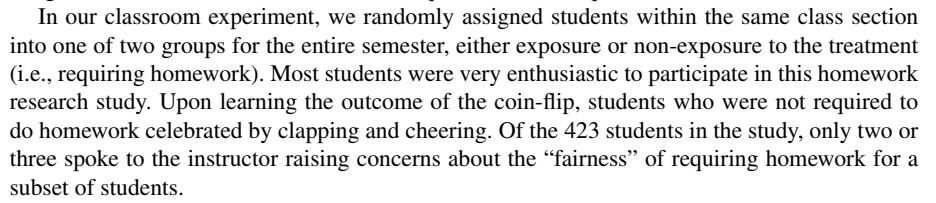 In our classroom experiment, we randomly assigned students within the same class section
into one of two groups for the entire semester, either exposure or non-exposure to the treatment
(i.e., requiring homework). Most students were very enthusiastic to participate in this homework
research study. Upon learning the outcome of the coin-flip, students who were not required to
do homework celebrated by clapping and cheering. Of the 423 students in the study, only two or
three spoke to the instructor raising concerns about the “fairness” of requiring homework for a
subset of students.